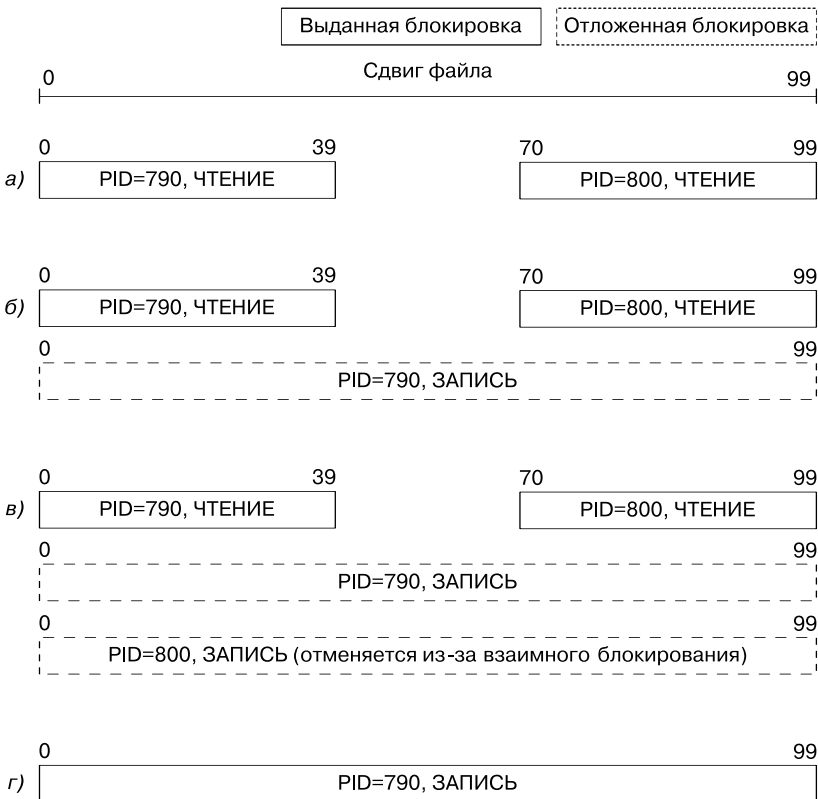 Выданная блокировка Отложенная блокировка
0 Сдвиг файла 99
0 39 70 99
а) PID=790, ЧТЕНИЕ PID=800, ЧТЕНИЕ
0 39 70 99
б) PID=790, ЧТЕНИЕ PID=800, ЧТЕНИЕ
0 99
PID=790, ЗАПИСЬ
0 39 70 99
в) PID=790, ЧТЕНИЕ PID=800, ЧТЕНИЕ
0 99
PID=790, ЗАПИСЬ
0 99
PID=800, ЗАПИСЬ (отменяется из-за взаимного блокирования)
0 99
г) PID=790, ЗАПИСЬ